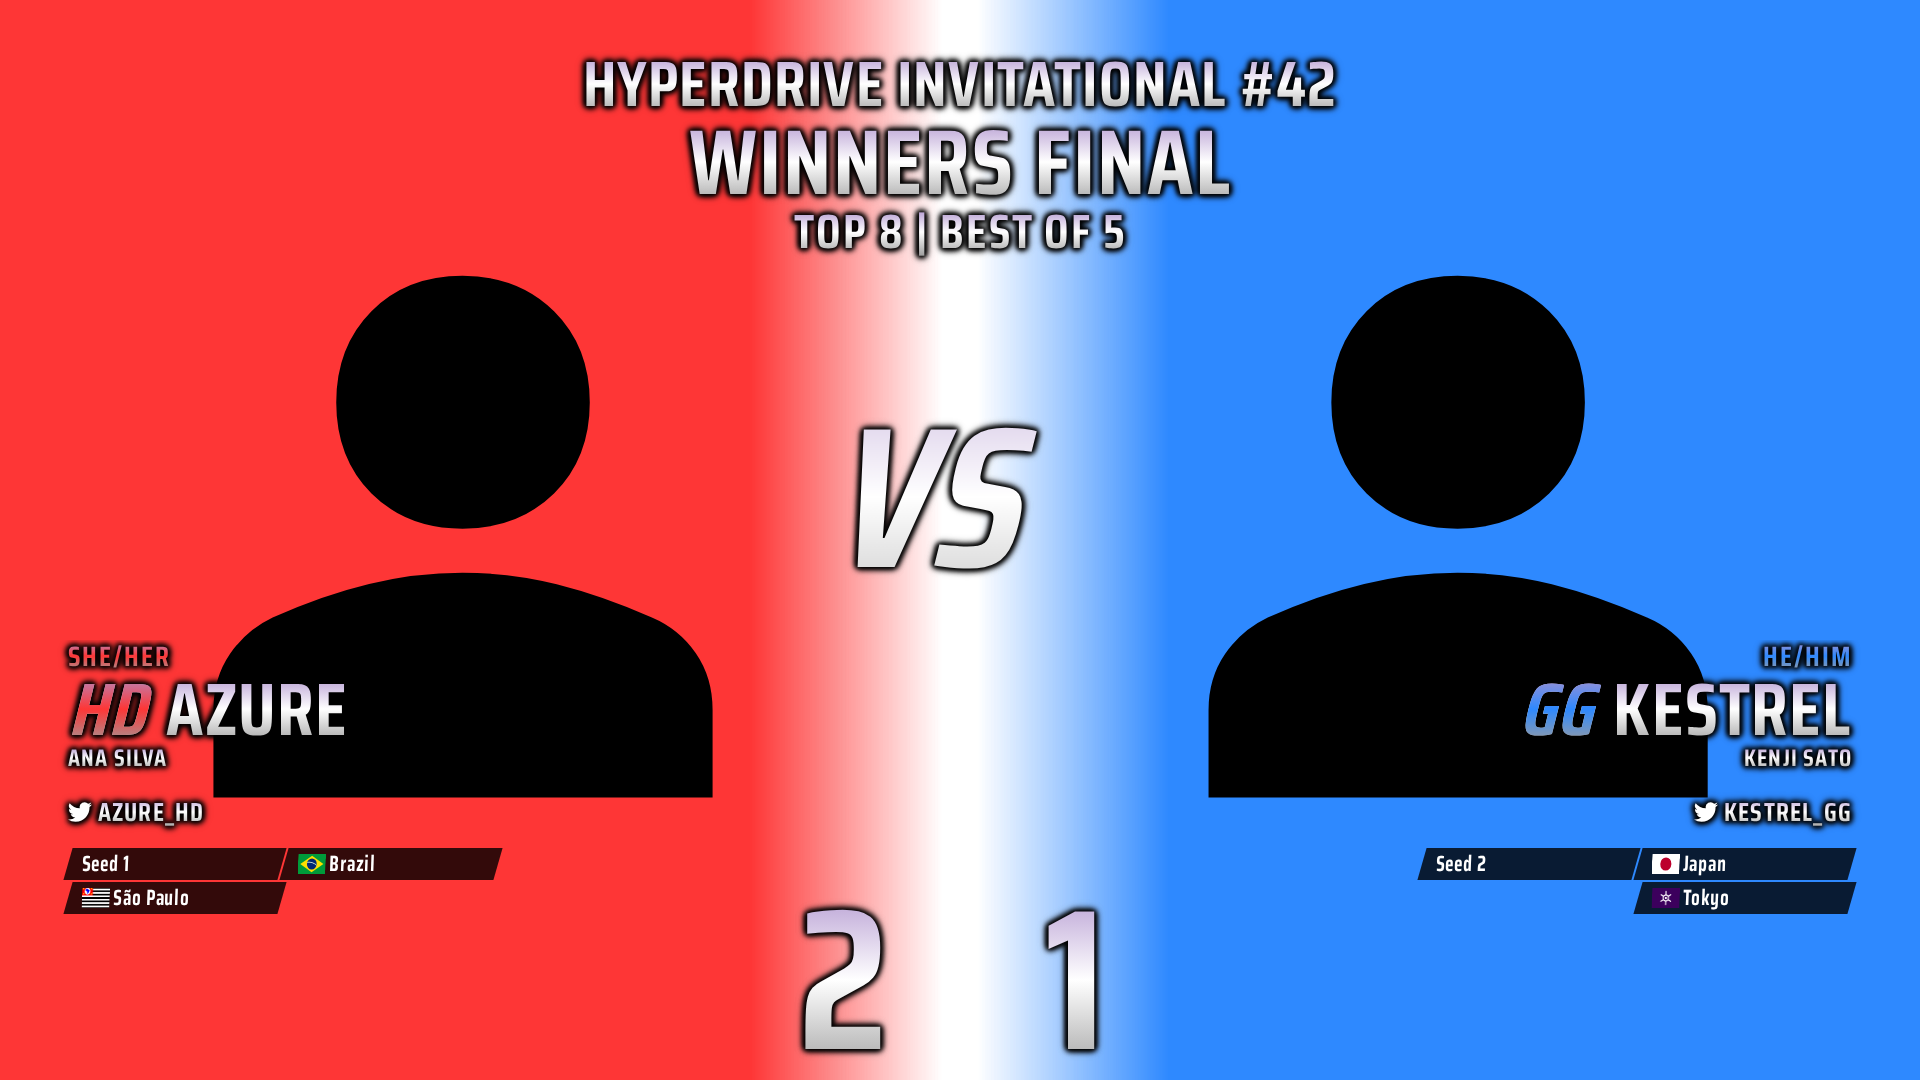 HYPERDRIVE INVITATIONAL #42
WINNERS FINAL
TOP 8 | BEST OF 5
VS
SHE/HER
HD AZURE
ANA SILVA
AZURE_HD
Seed 1
Brazil
São Paulo
HE/HIM
GG KESTREL
KENJI SATO
KESTREL_GG
Seed 2
Japan
Tokyo
2 1